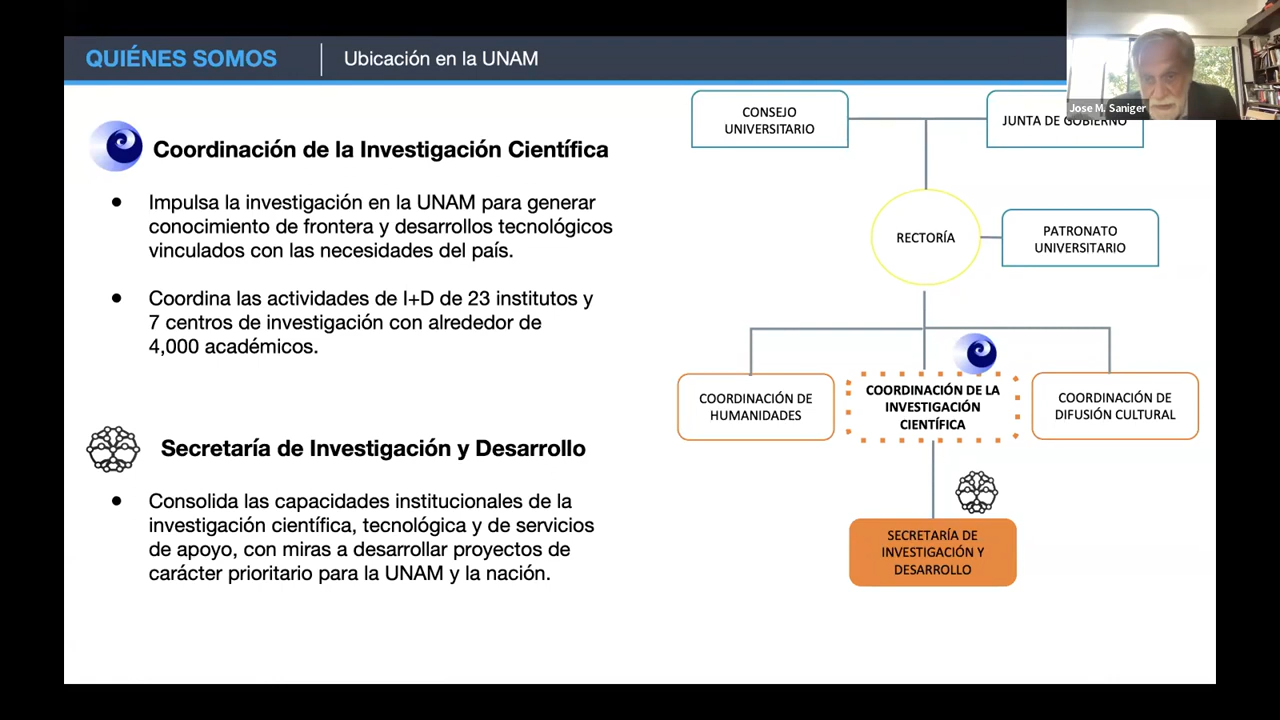 QUIÉNES SOMOS
Ubicación en la UNAM
Jose M. Saniger
Coordinación de la Investigación Científica
● Impulsa la investigación en la UNAM para generar
conocimiento de frontera y desarrollos tecnológicos
vinculados con las necesidades del país.
● Coordina las actividades de I+D de 23 institutos y
7 centros de investigación con alrededor de
4,000 académicos.
Secretaría de Investigación y Desarrollo
● Consolida las capacidades institucionales de la
investigación científica, tecnológica y de servicios
de apoyo, con miras a desarrollar proyectos de
carácter prioritario para la UNAM y la nación.
CONSEJO
UNIVERSITARIO
JUNTA DE GOBIERNO
RECTORÍA
PATRONATO
UNIVERSITARIO
COORDINACIÓN DE
HUMANIDADES
COORDINACIÓN DE LA
INVESTIGACIÓN
CIENTÍFICA
COORDINACIÓN DE
DIFUSIÓN CULTURAL
SECRETARÍA DE
INVESTIGACIÓN Y
DESARROLLO